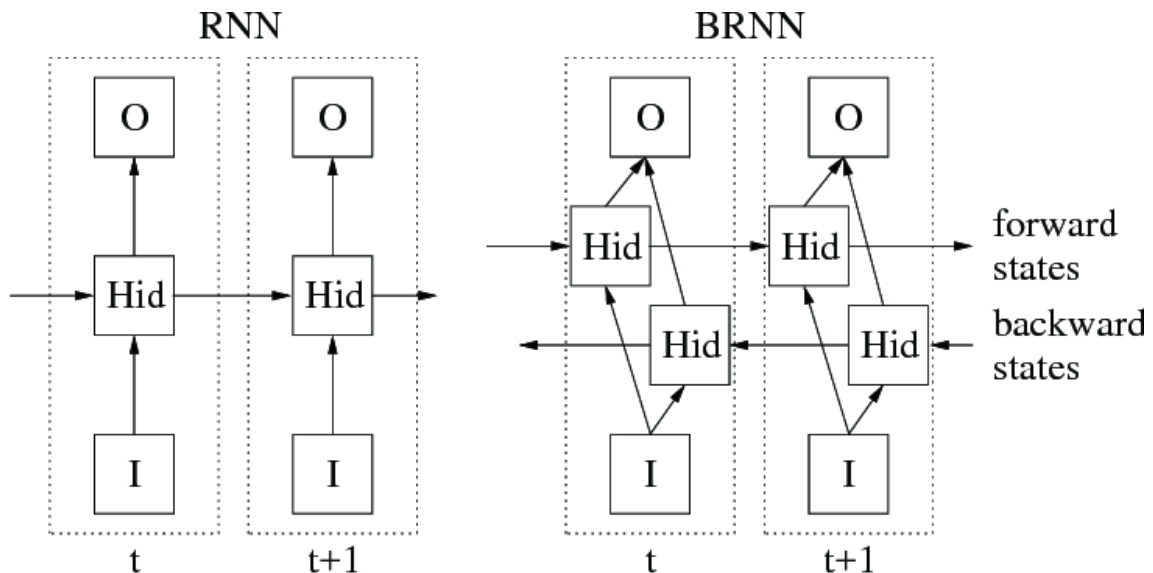 RNN
BRNN
O
O
O
O
Hid
Hid
Hid
Hid
forward
states
Hid
Hid
backward
states
I
I
I
I
t
t+1
t
t+1